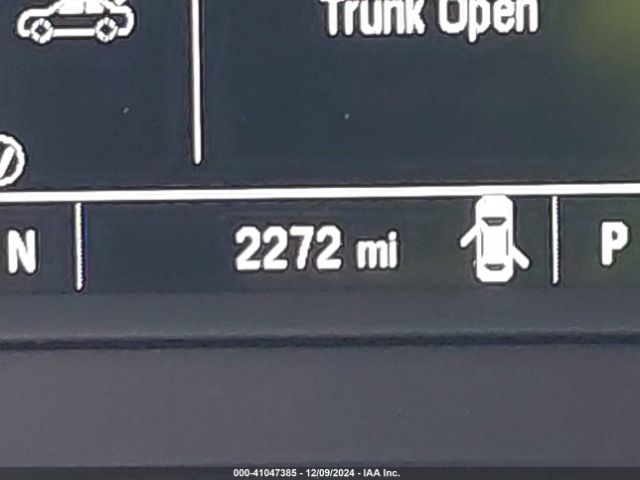 Trunk Open
N 2272 mi P
000-41047385 - 12/09/2024 - IAA Inc.